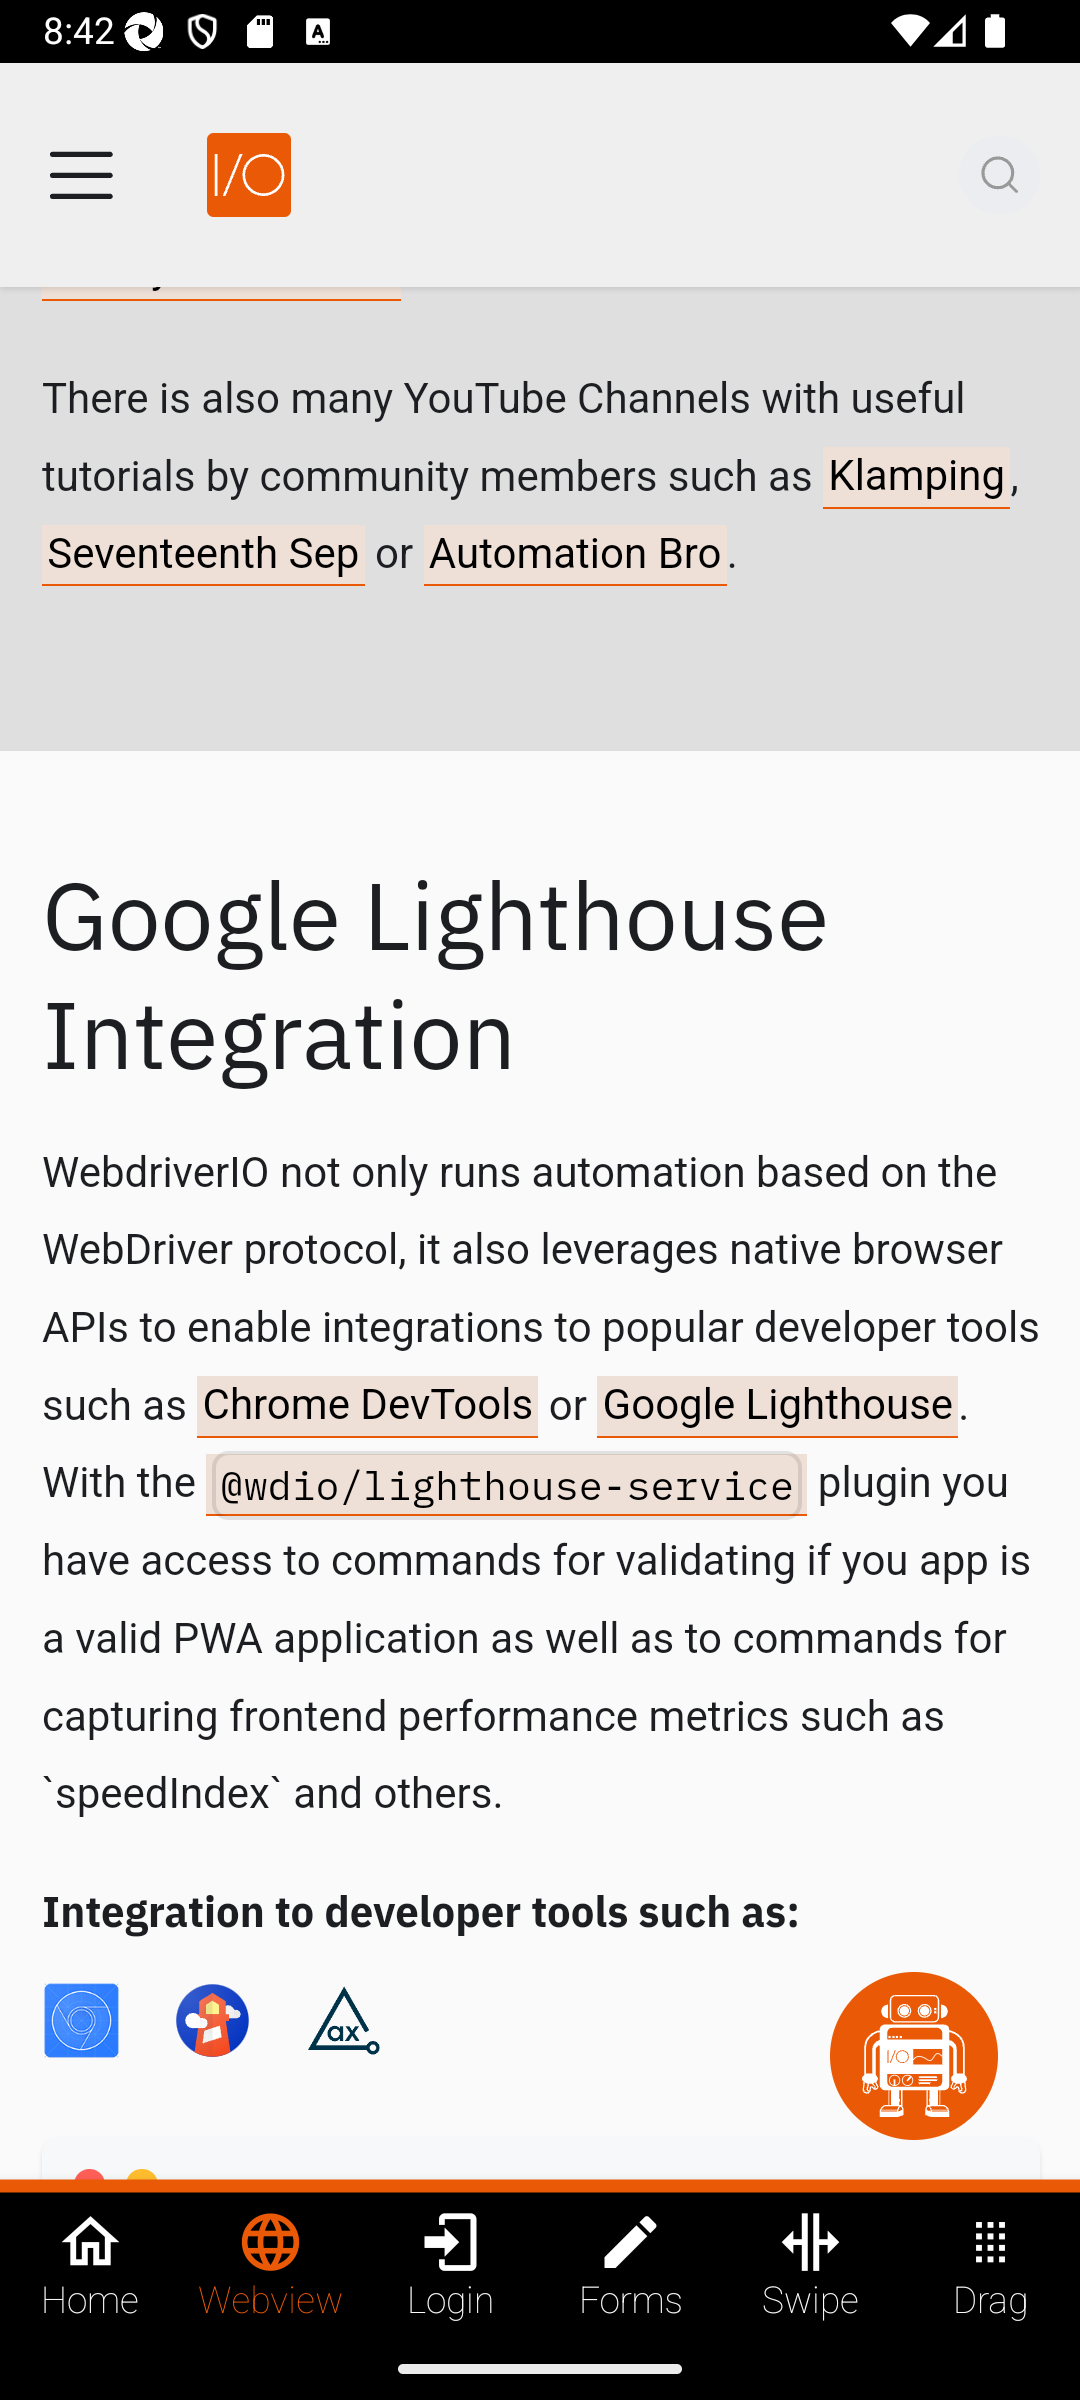 8:42
I/O
There is also many YouTube Channels with useful
tutorials by community members such as Klamping,
Seventeenth Sep or Automation Bro.
Google Lighthouse
Integration
WebdriverIO not only runs automation based on the
WebDriver protocol, it also leverages native browser
APIs to enable integrations to popular developer tools
such as Chrome DevTools or Google Lighthouse.
With the @wdio/lighthouse-service plugin you
have access to commands for validating if you app is
a valid PWA application as well as to commands for
capturing frontend performance metrics such as
`speedIndex` and others.
Integration to developer tools such as:
ax
I/O
Home Webview Login Forms Swipe Drag